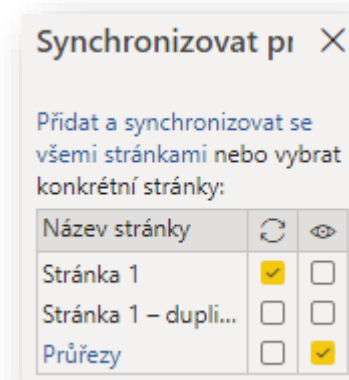 Synchronizovat pr
Přidat a synchronizovat se
všemi stránkami nebo vybrat
konkrétní stránky:
Název stránky
Stránka 1
Stránka 1 – dupli...
Průřezy